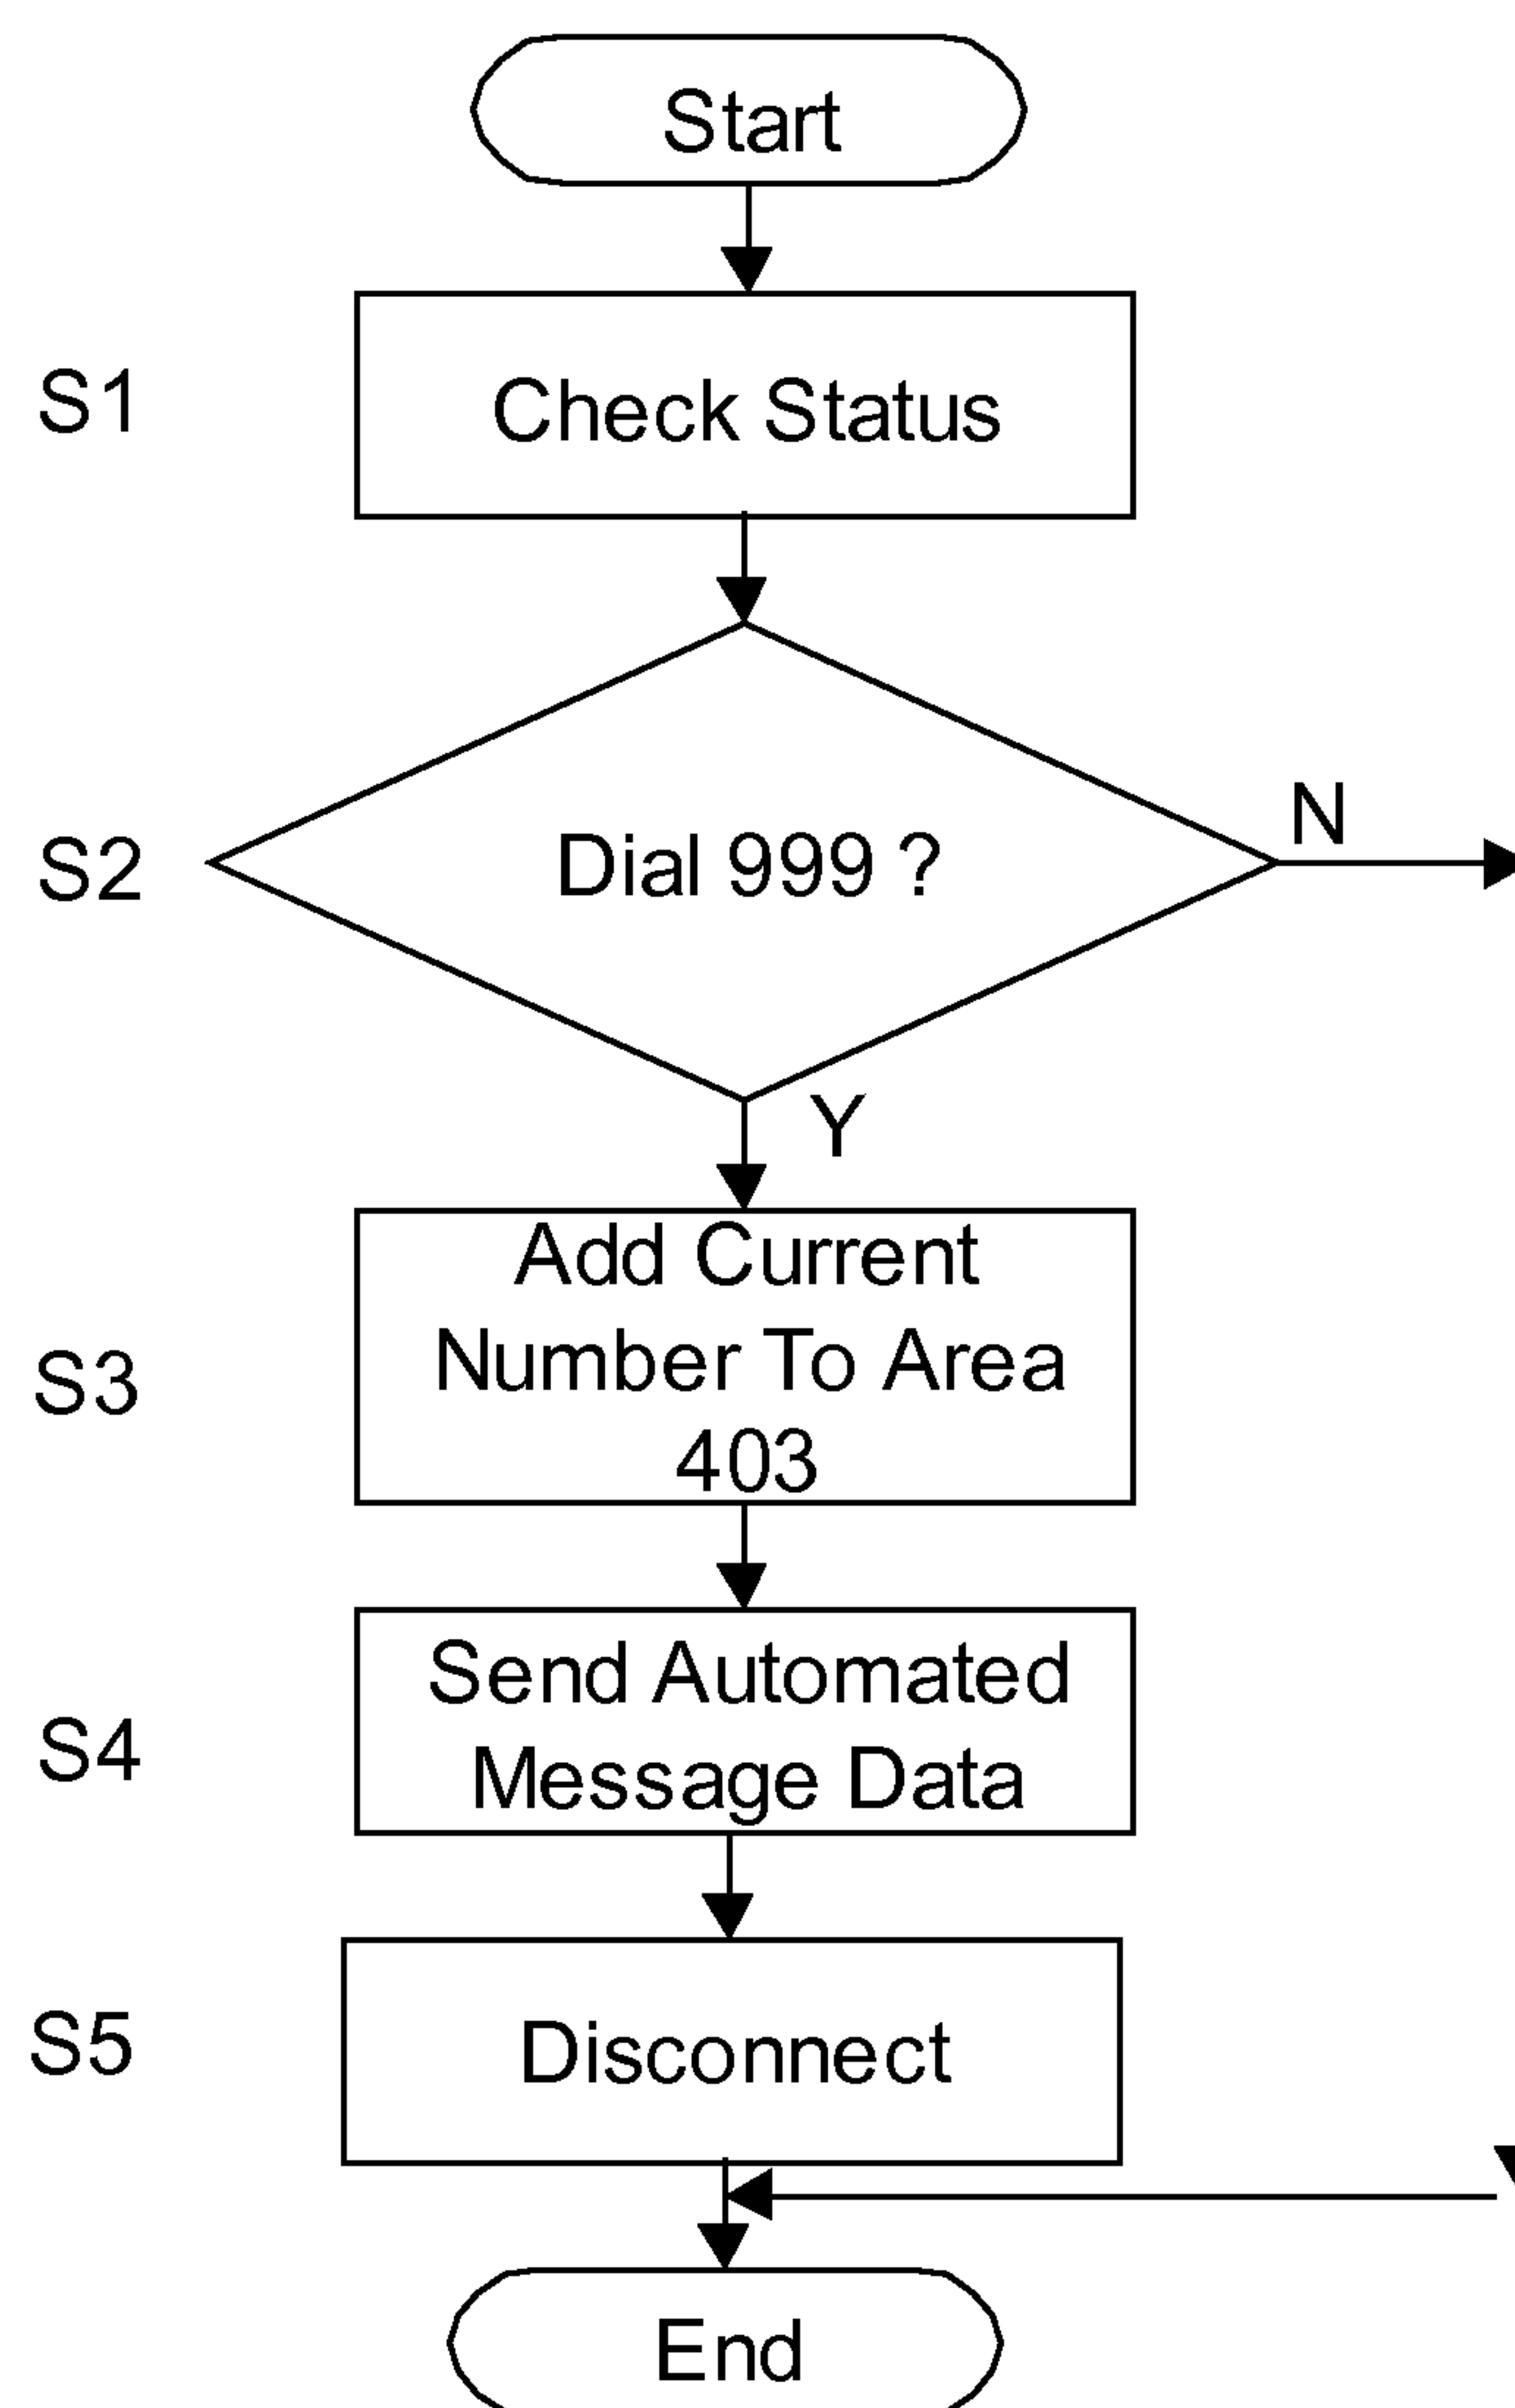 Start
S1
Check Status
S2
Dial 999 ?
N
Y
S3
Add Current
Number To Area
403
S4
Send Automated
Message Data
S5
Disconnect
End